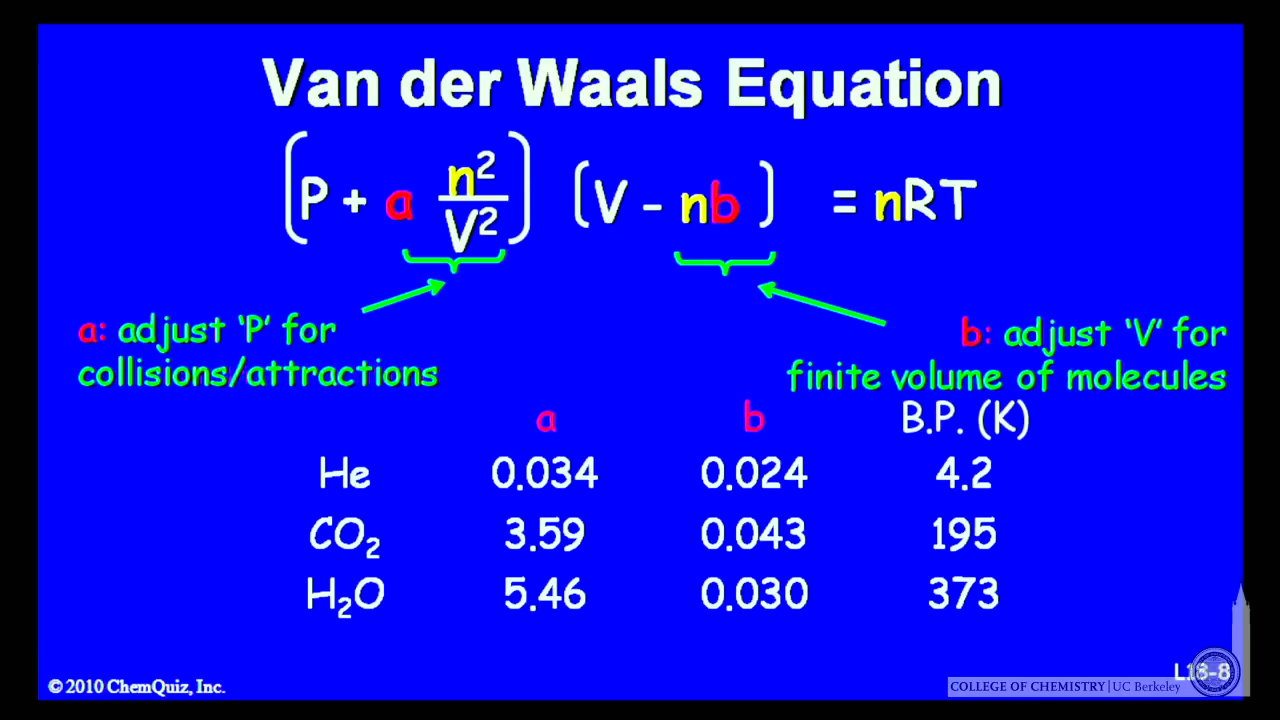 Van der Waals Equation
(P + a n²/V²) (V - nb) = nRT
a: adjust ‘P’ for
collisions/attractions
b: adjust ‘V’ for
finite volume of molecules
a b B.P. (K)
He 0.034 0.024 4.2
CO₂ 3.59 0.043 195
H₂O 5.46 0.030 373
© 2010 ChemQuiz, Inc.
L13-8
COLLEGE OF CHEMISTRY | UC Berkeley